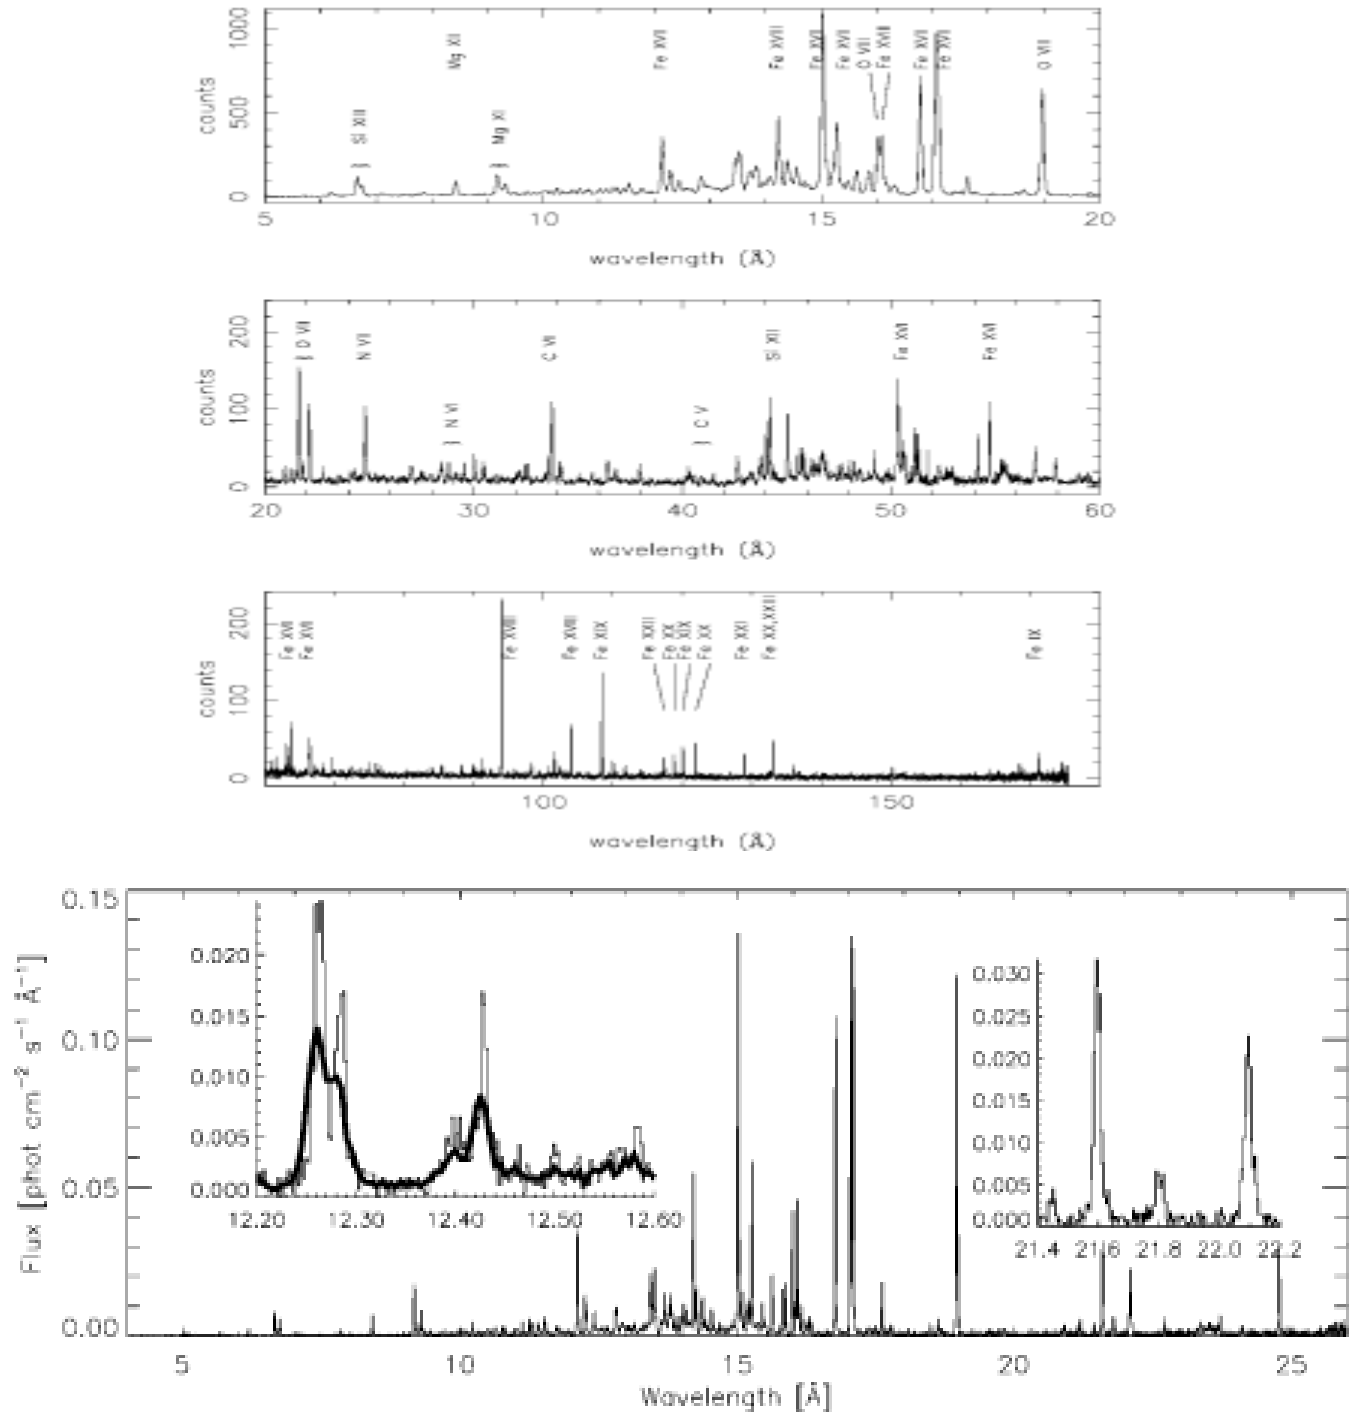 1000
500
0
counts
Si XIII
Mg XII
Mg XI
Fe XVII
Fe XVIII
Fe XVII
Fe XVII
O VIII
Fe XVIII
Fe XVII
Fe XVII
O VIII
5 10 15 20
wavelength (Å)
200
100
0
counts
O VII
N VII
N VI
C VI
C V
Si XII
Fe XVI
Fe XVI
20 30 40 50 60
wavelength (Å)
200
100
0
counts
Fe XVI
Fe XVI
Fe XVIII
Fe XVIII
Fe XIX
Fe XXII
Fe XX
Fe XIX
Fe XX
Fe XXI
Fe XX,XXIII
Fe IX
100 150
wavelength (Å)
0.15
0.10
0.05
0.00
Flux [phot cm⁻² s⁻¹ Å⁻¹]
0.020
0.015
0.010
0.005
0.000
12.20 12.30 12.40 12.50 12.60
0.030
0.025
0.020
0.015
0.010
0.005
0.000
21.4 21.6 21.8 22.0 22.2
5 10 15 20 25
Wavelength [Å]